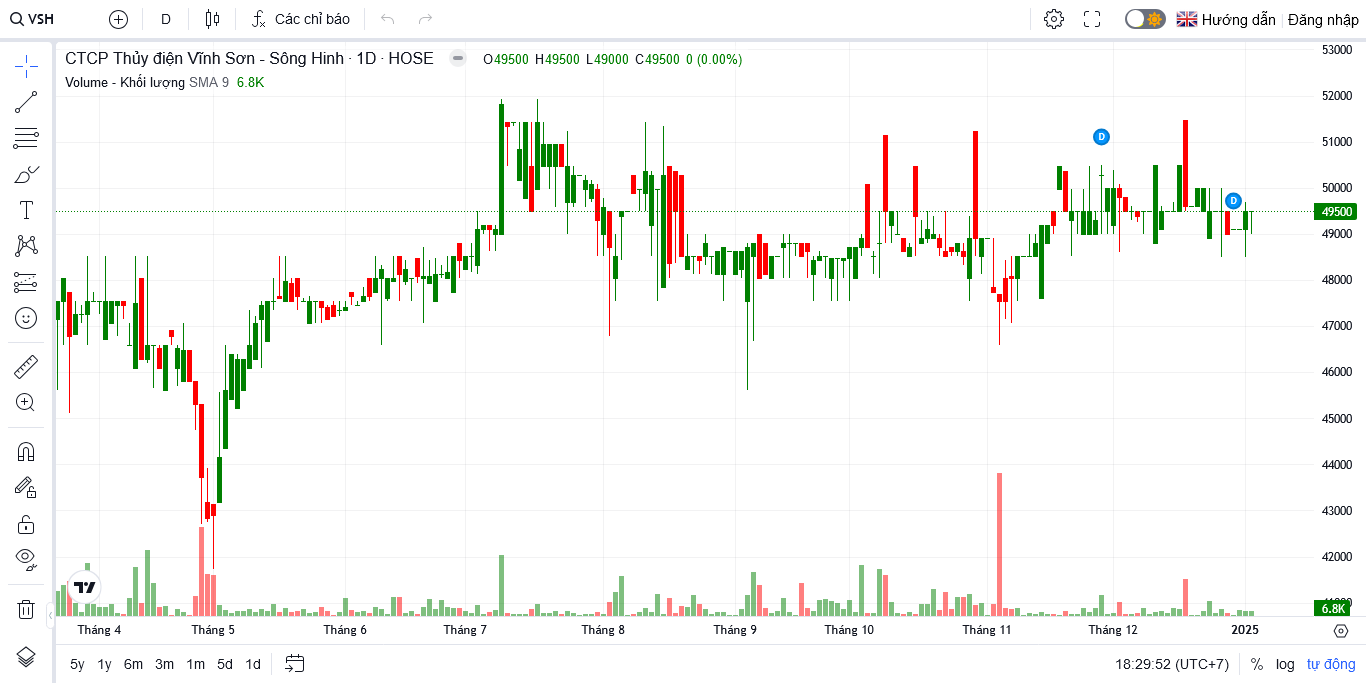 VSH D Các chỉ báo Hướng dẫn Đăng nhập
CTCP Thủy điện Vĩnh Sơn - Sông Hinh · 1D · HOSE O49500 H49500 L49000 C49500 0 (0.00%)
Volume - Khối lượng SMA 9 6.8K
53000
52000
51000
D
50000
D
49500
49000
48000
47000
46000
45000
44000
43000
42000
6.8K
Tháng 4 Tháng 5 Tháng 6 Tháng 7 Tháng 8 Tháng 9 Tháng 10 Tháng 11 Tháng 12 2025
5y 1y 6m 3m 1m 5d 1d 18:29:52 (UTC+7) % log tự động